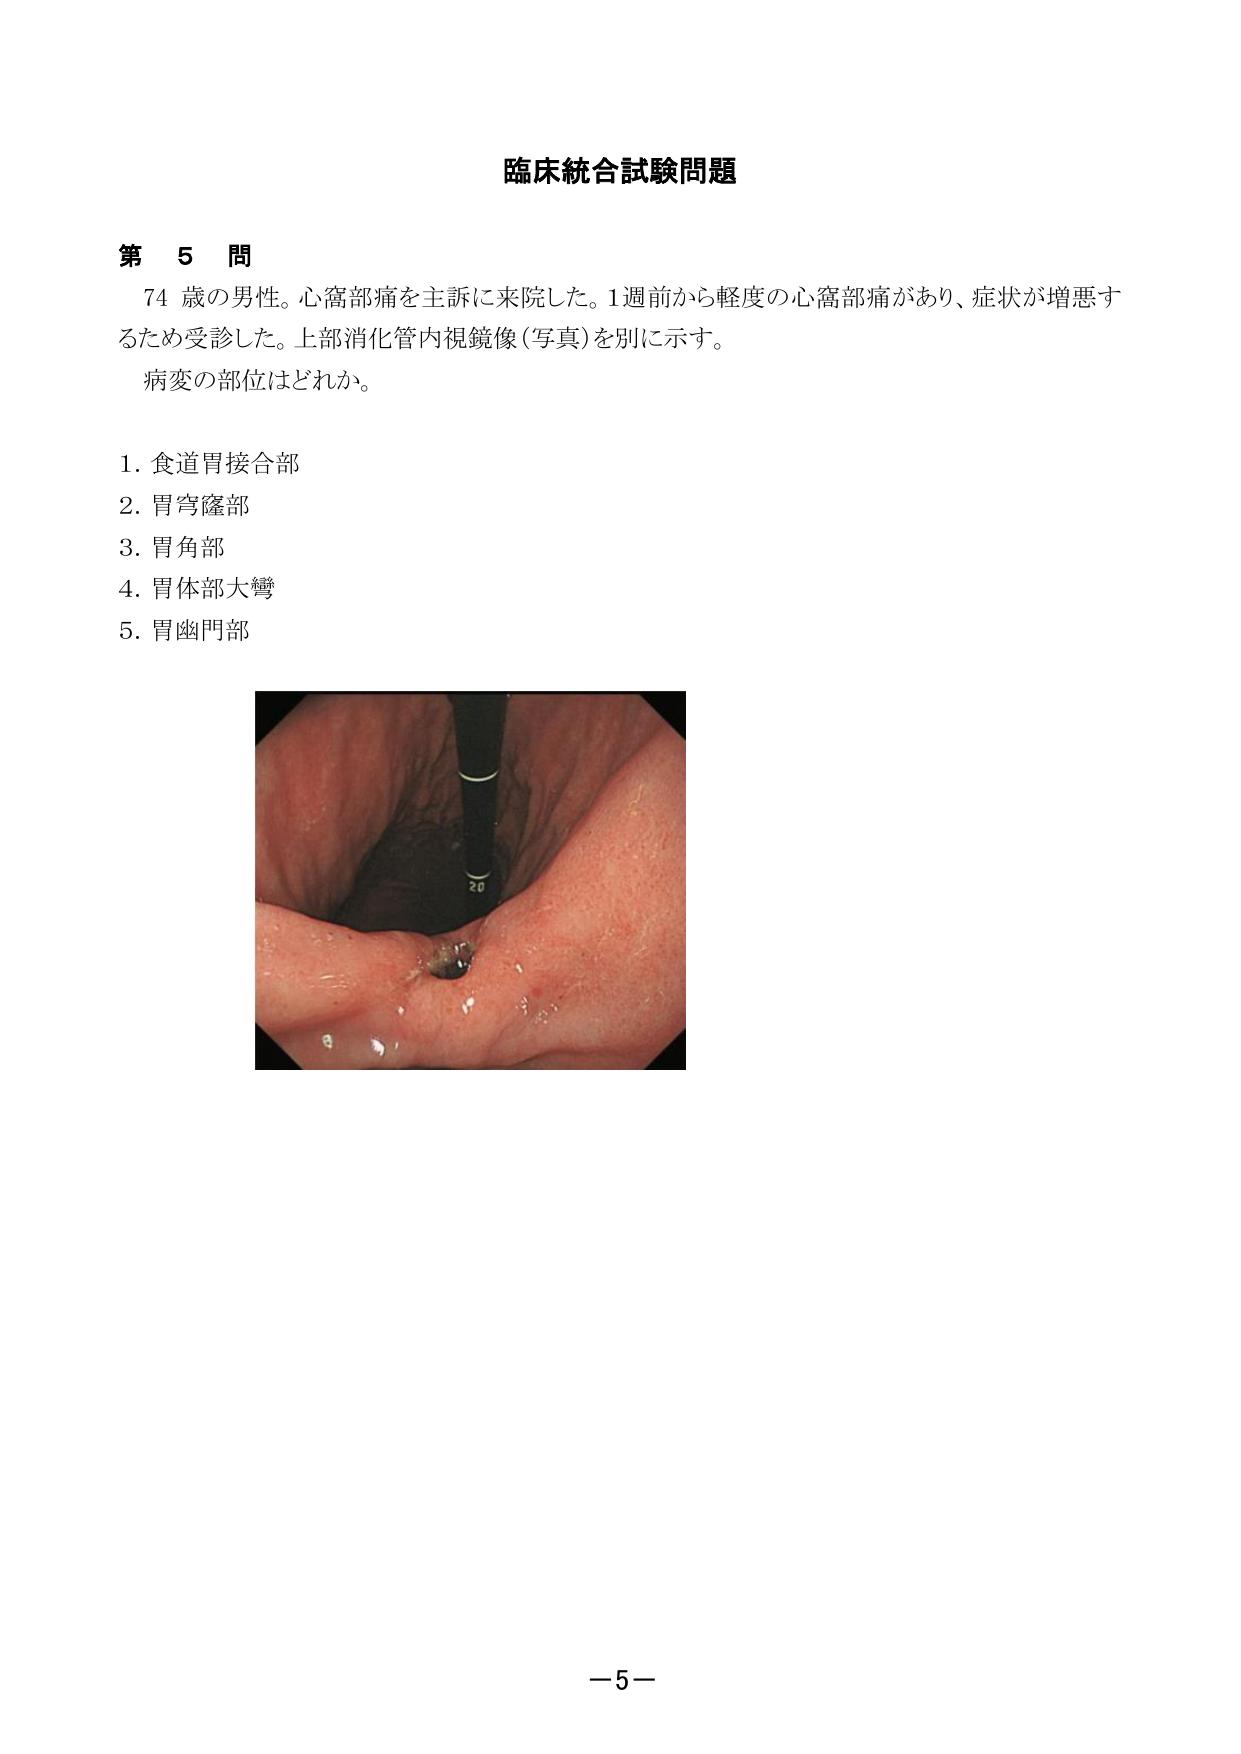 臨床統合試験問題
第 5 問
74 歳の男性。心窩部痛を主訴に来院した。1週前から軽度の心窩部痛があり、症状が増悪す
るため受診した。上部消化管内視鏡像(写真)を別に示す。
病変の部位はどれか。
1. 食道胃接合部
2. 胃穹窿部
3. 胃角部
4. 胃体部大彎
5. 胃幽門部
20
－5－